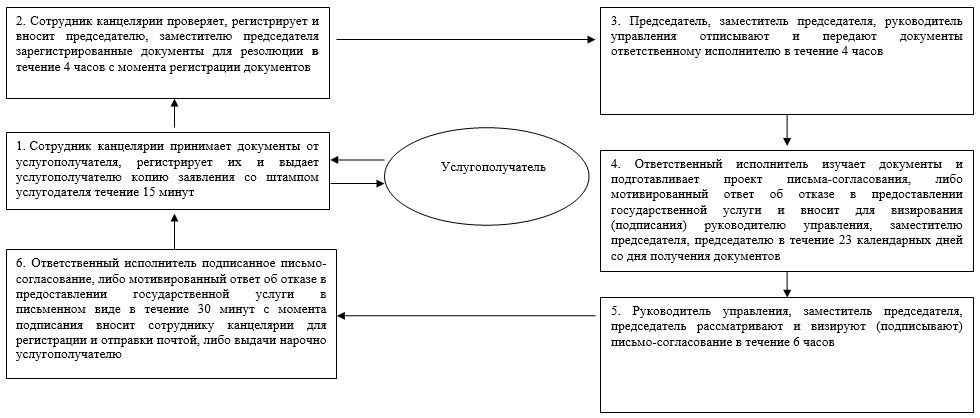 2. Сотрудник канцелярии проверяет, регистрирует и
вносит председателю, заместителю председателя
зарегистрированные документы для резолюции в
течение 4 часов с момента регистрации документов
3. Председатель, заместитель председателя, руководитель
управления отписывают и передают документы
ответственному исполнителю в течение 4 часов
1. Сотрудник канцелярии принимает документы от
услугополучателя, регистрирует их и выдает
услугополучателю копию заявления со штампом
услугодателя течение 15 минут
Услугополучатель
4. Ответственный исполнитель изучает документы и
подготавливает проект письма-согласования, либо
мотивированный ответ об отказе в предоставлении
государственной услуги и вносит для визирования
(подписания) руководителю управления, заместителю
председателя, председателю в течение 23 календарных дней
со дня получения документов
6. Ответственный исполнитель подписанное письмо-
согласование, либо мотивированный ответ об отказе в
предоставлении государственной услуги в
письменном виде в течение 30 минут с момента
подписания вносит сотруднику канцелярии для
регистрации и отправки почтой, либо выдачи нарочно
услугополучателю
5. Руководитель управления, заместитель председателя,
председатель рассматривают и визируют (подписывают)
письмо-согласование в течение 6 часов